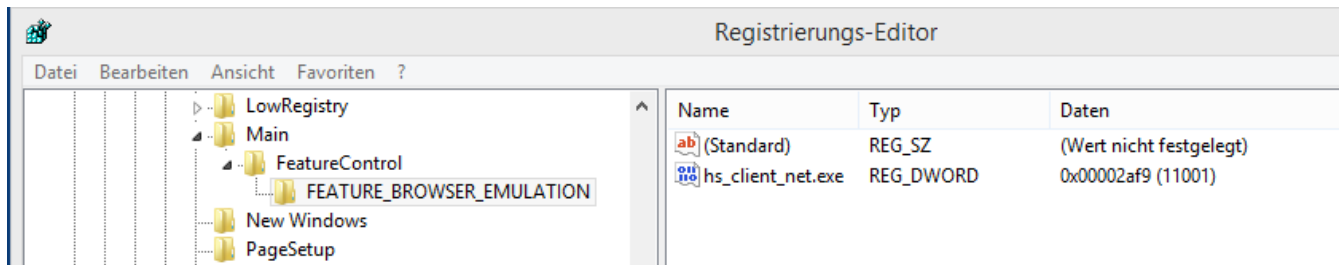 Registrierungs-Editor
Datei Bearbeiten Ansicht Favoriten ?
LowRegistry
Main
FeatureControl
FEATURE_BROWSER_EMULATION
New Windows
PageSetup
Name Typ Daten
ab (Standard) REG_SZ (Wert nicht festgelegt)
hs_client_net.exe REG_DWORD 0x00002af9 (11001)